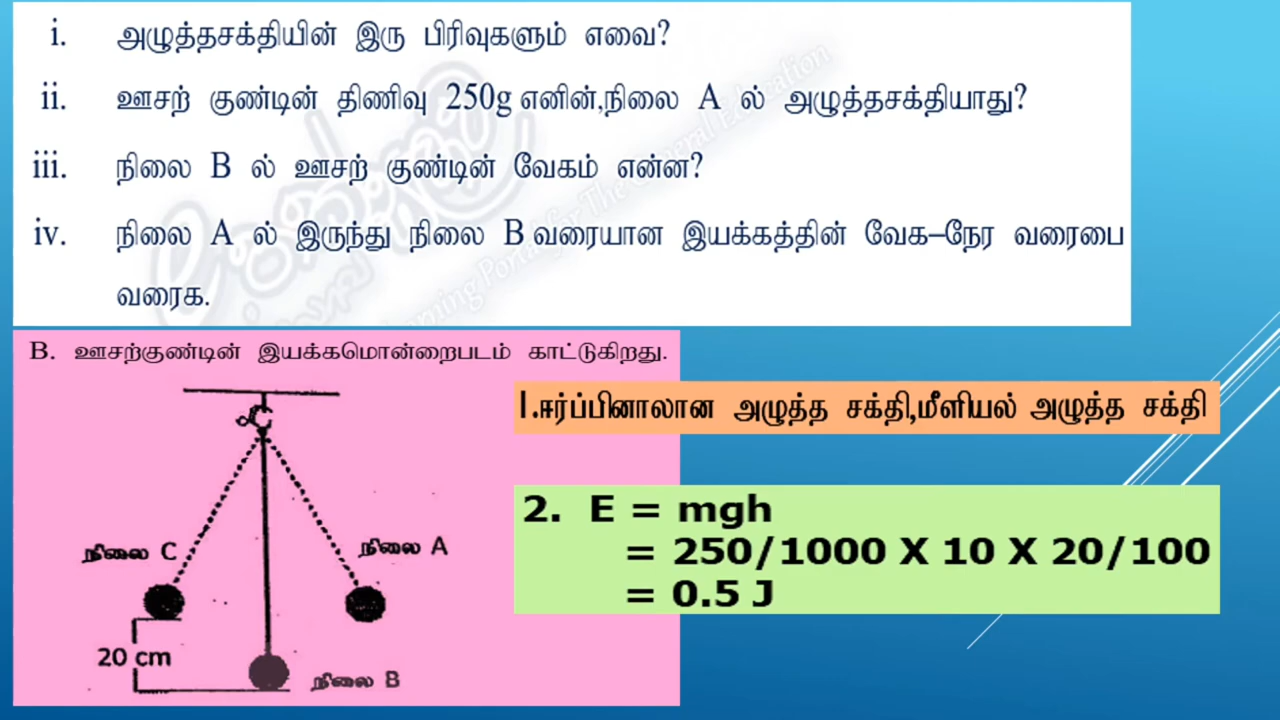 i. அழுத்தசக்தியின் இரு பிரிவுகளும் எவை?
ii. ஊசற் குண்டின் திணிவு 250g எனின்,நிலை A ல் அழுத்தசக்தியாது?
iii. நிலை B ல் ஊசற் குண்டின் வேகம் என்ன?
iv. நிலை A ல் இருந்து நிலை B வரையான இயக்கத்தின் வேக–நேர வரைபை
வரைக.
B. ஊசற்குண்டின் இயக்கமொன்றைபடம் காட்டுகிறது.
1.ஈர்ப்பினாலான அழுத்த சக்தி,மீளியல் அழுத்த சக்தி
2. E = mgh
= 250/1000 X 10 X 20/100
= 0.5 J
நிலை C
நிலை A
20 cm
நிலை B